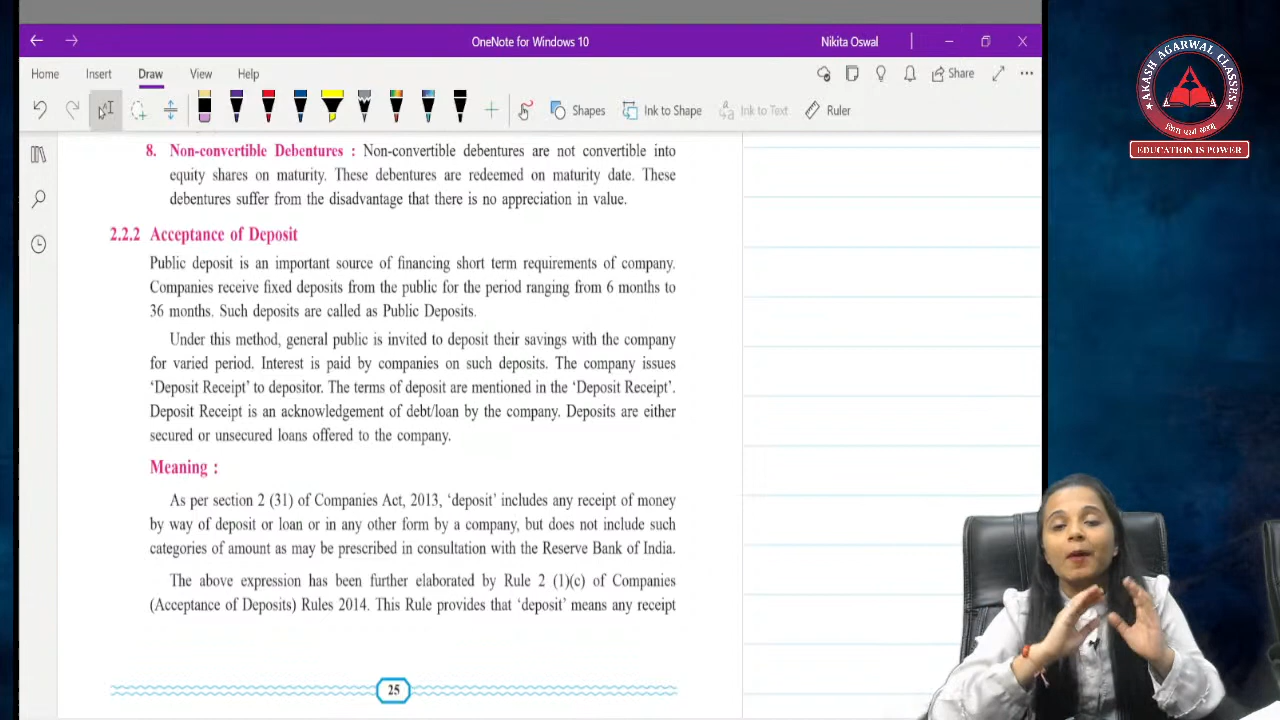 OneNote for Windows 10
Nikita Oswal
Home Insert Draw View Help
Share
Shapes Ink to Shape Ink to Text Ruler
8. Non-convertible Debentures : Non-convertible debentures are not convertible into
equity shares on maturity. These debentures are redeemed on maturity date. These
debentures suffer from the disadvantage that there is no appreciation in value.
2.2.2 Acceptance of Deposit
Public deposit is an important source of financing short term requirements of company.
Companies receive fixed deposits from the public for the period ranging from 6 months to
36 months. Such deposits are called as Public Deposits.
Under this method, general public is invited to deposit their savings with the company
for varied period. Interest is paid by companies on such deposits. The company issues
‘Deposit Receipt’ to depositor. The terms of deposit are mentioned in the ‘Deposit Receipt’.
Deposit Receipt is an acknowledgement of debt/loan by the company. Deposits are either
secured or unsecured loans offered to the company.
Meaning :
As per section 2 (31) of Companies Act, 2013, ‘deposit’ includes any receipt of money
by way of deposit or loan or in any other form by a company, but does not include such
categories of amount as may be prescribed in consultation with the Reserve Bank of India.
The above expression has been further elaborated by Rule 2 (1)(c) of Companies
(Acceptance of Deposits) Rules 2014. This Rule provides that ‘deposit’ means any receipt
25
AKASH AGARWAL CLASSES
EDUCATION IS POWER